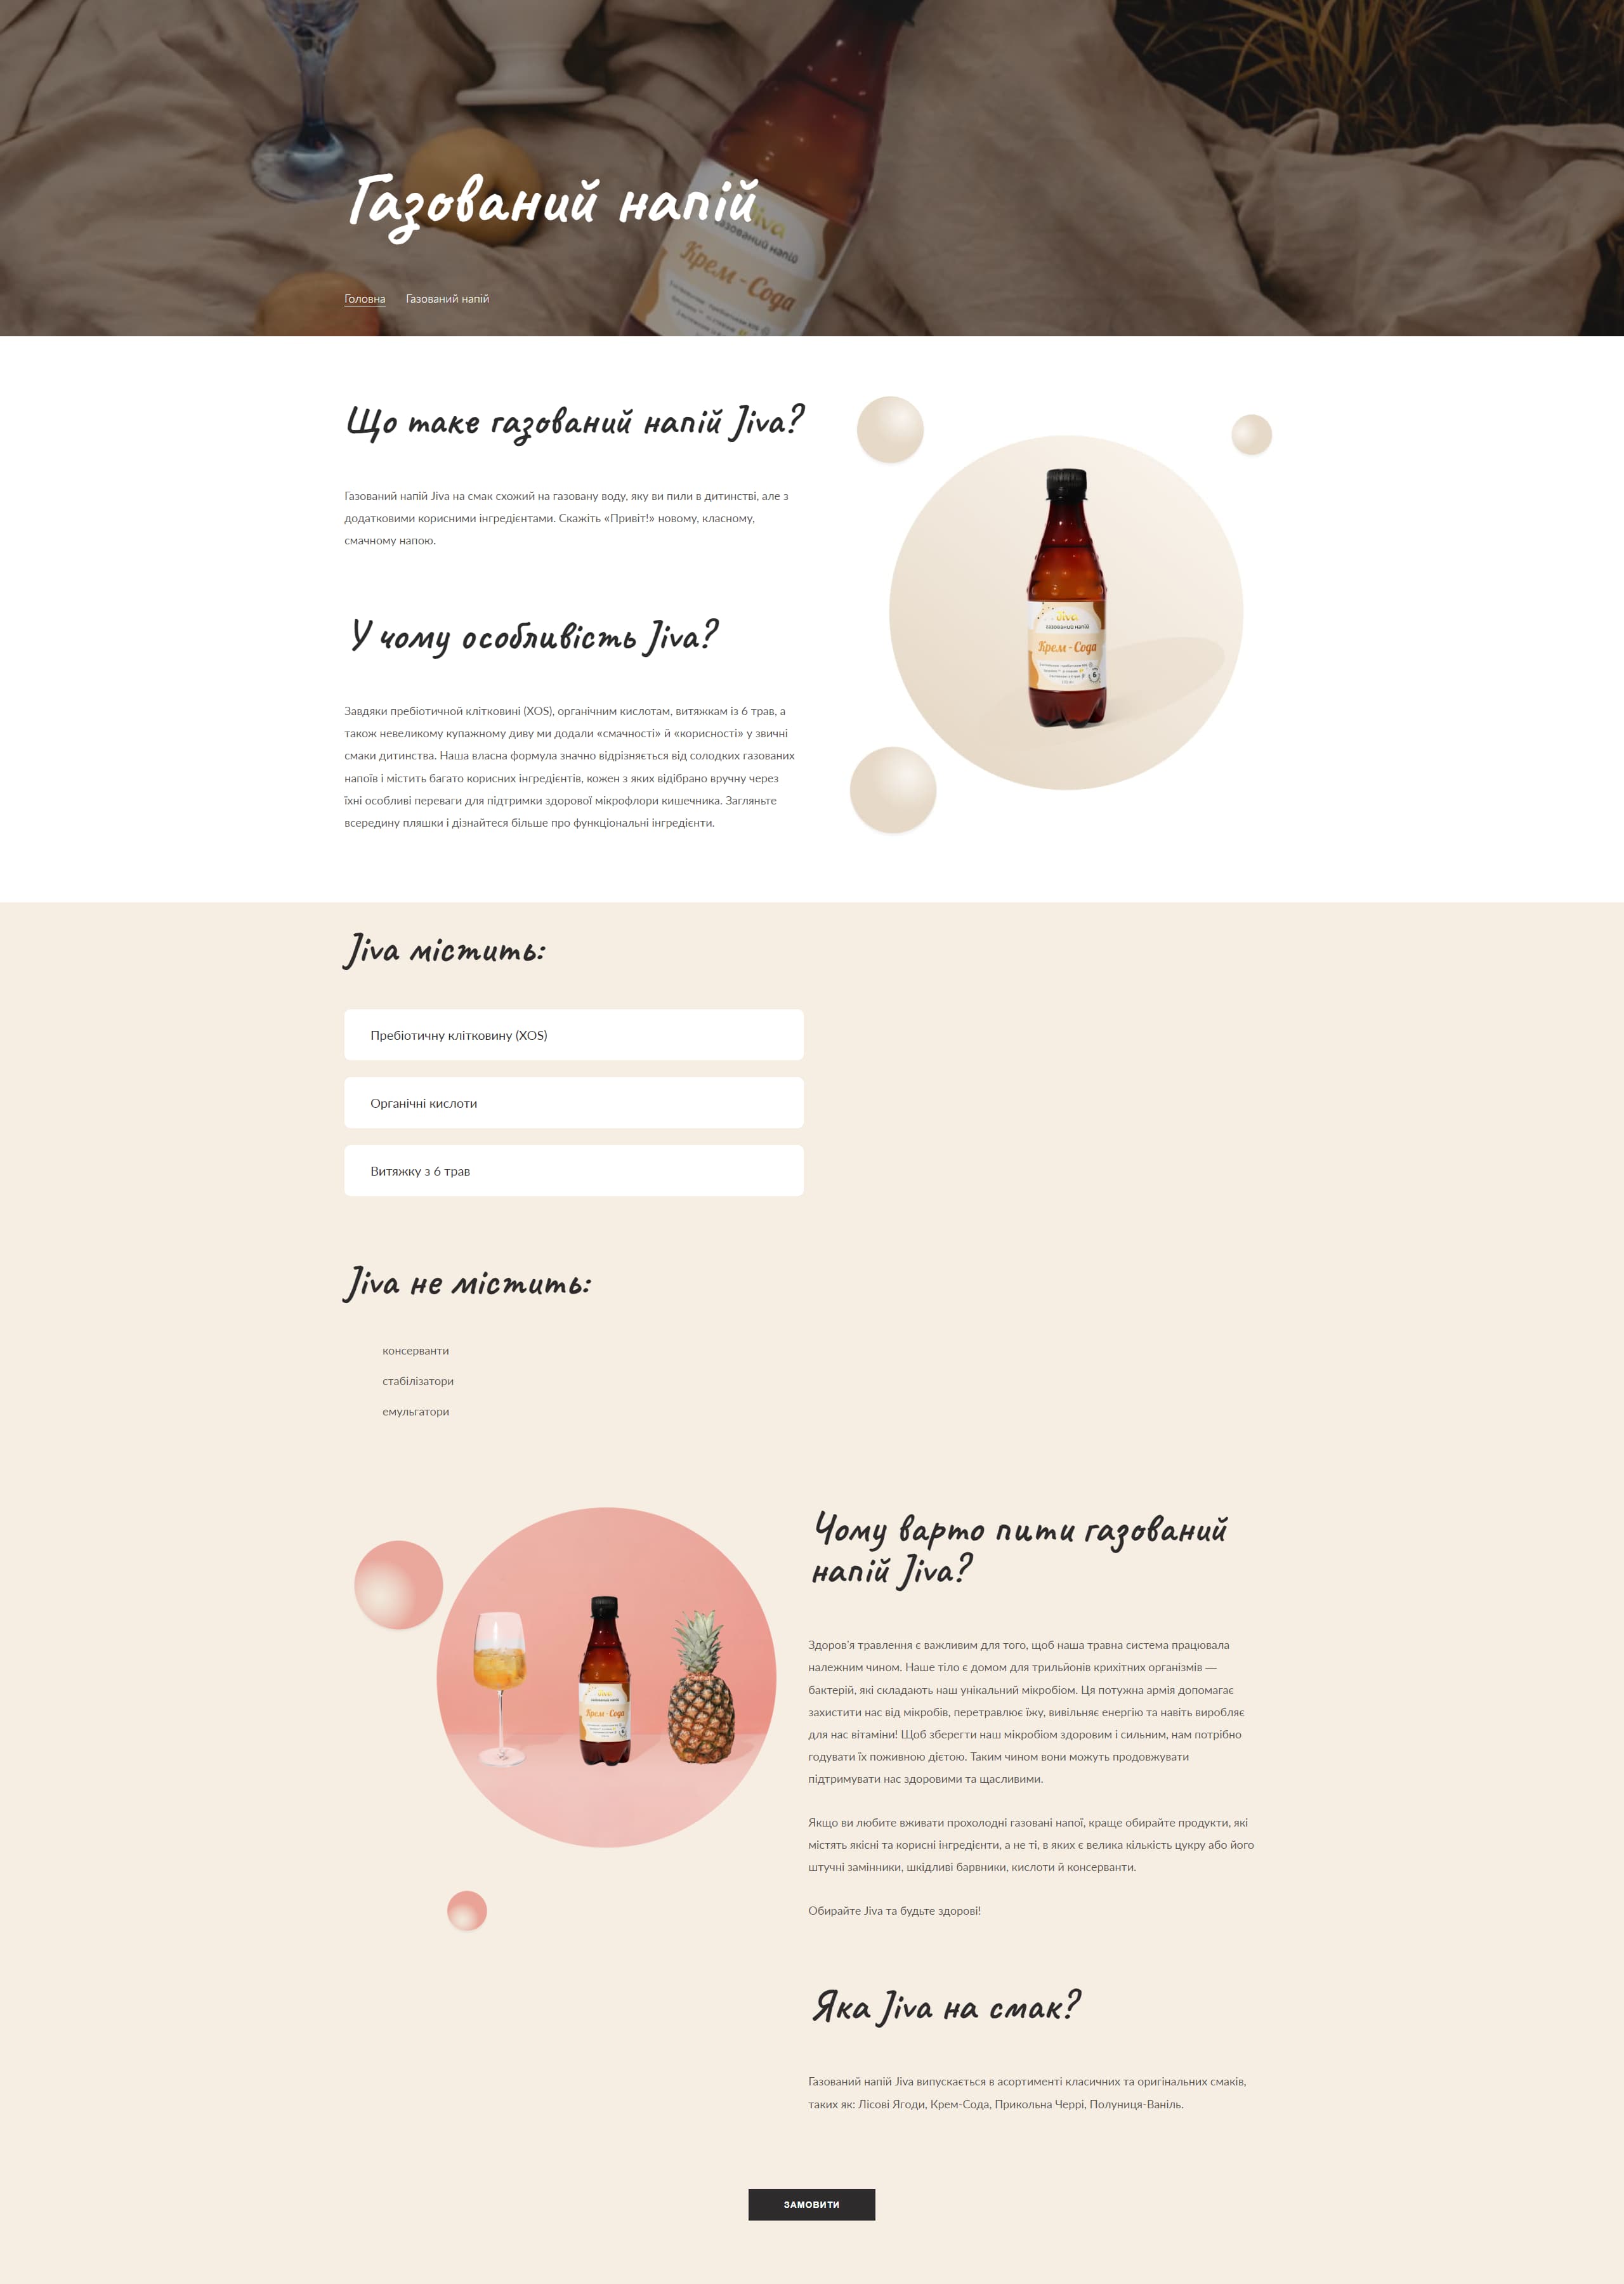 Газований напій
Jiva
газований напій
Крем - Сода
Головна Газований напій
Що таке газований напій Jiva?
Газований напій Jiva на смак схожий на газовану воду, яку ви пили в дитинстві, але з
додатковими корисними інгредієнтами. Скажіть «Привіт!» новому, класному,
смачному напою.
У чому особливість Jiva?
Завдяки пребіотичной клітковині (XOS), органічним кислотам, витяжкам із 6 трав, а
також невеликому купажному диву ми додали «смачності» й «корисності» у звичні
смаки дитинства. Наша власна формула значно відрізняється від солодких газованих
напоїв і містить багато корисних інгредієнтів, кожен з яких відібрано вручну через
їхні особливі переваги для підтримки здорової мікрофлори кишечника. Загляньте
всередину пляшки і дізнайтеся більше про функціональні інгредієнти.
Jiva
газований напій
Крем - Сода
Jiva містить:
Пребіотичну клітковину (XOS)
Органічні кислоти
Витяжку з 6 трав
Jiva не містить:
консерванти
стабілізатори
емульгатори
Jiva
газований напій
Крем - Сода
Чому варто пити газований
напій Jiva?
Здоров'я травлення є важливим для того, щоб наша травна система працювала
належним чином. Наше тіло є домом для трильйонів крихітних організмів —
бактерій, які складають наш унікальний мікробіом. Ця потужна армія допомагає
захистити нас від мікробів, перетравлює їжу, вивільняє енергію та навіть виробляє
для нас вітаміни! Щоб зберегти наш мікробіом здоровим і сильним, нам потрібно
годувати їх поживною дієтою. Таким чином вони можуть продовжувати
підтримувати нас здоровими та щасливими.
Якщо ви любите вживати прохолодні газовані напої, краще обирайте продукти, які
містять якісні та корисні інгредієнти, а не ті, в яких є велика кількість цукру або його
штучні замінники, шкідливі барвники, кислоти й консерванти.
Обирайте Jiva та будьте здорові!
Яка Jiva на смак?
Газований напій Jiva випускається в асортименті класичних та оригінальних смаків,
таких як: Лісові Ягоди, Крем-Сода, Прикольна Черрі, Полуниця-Ваніль.
ЗАМОВИТИ